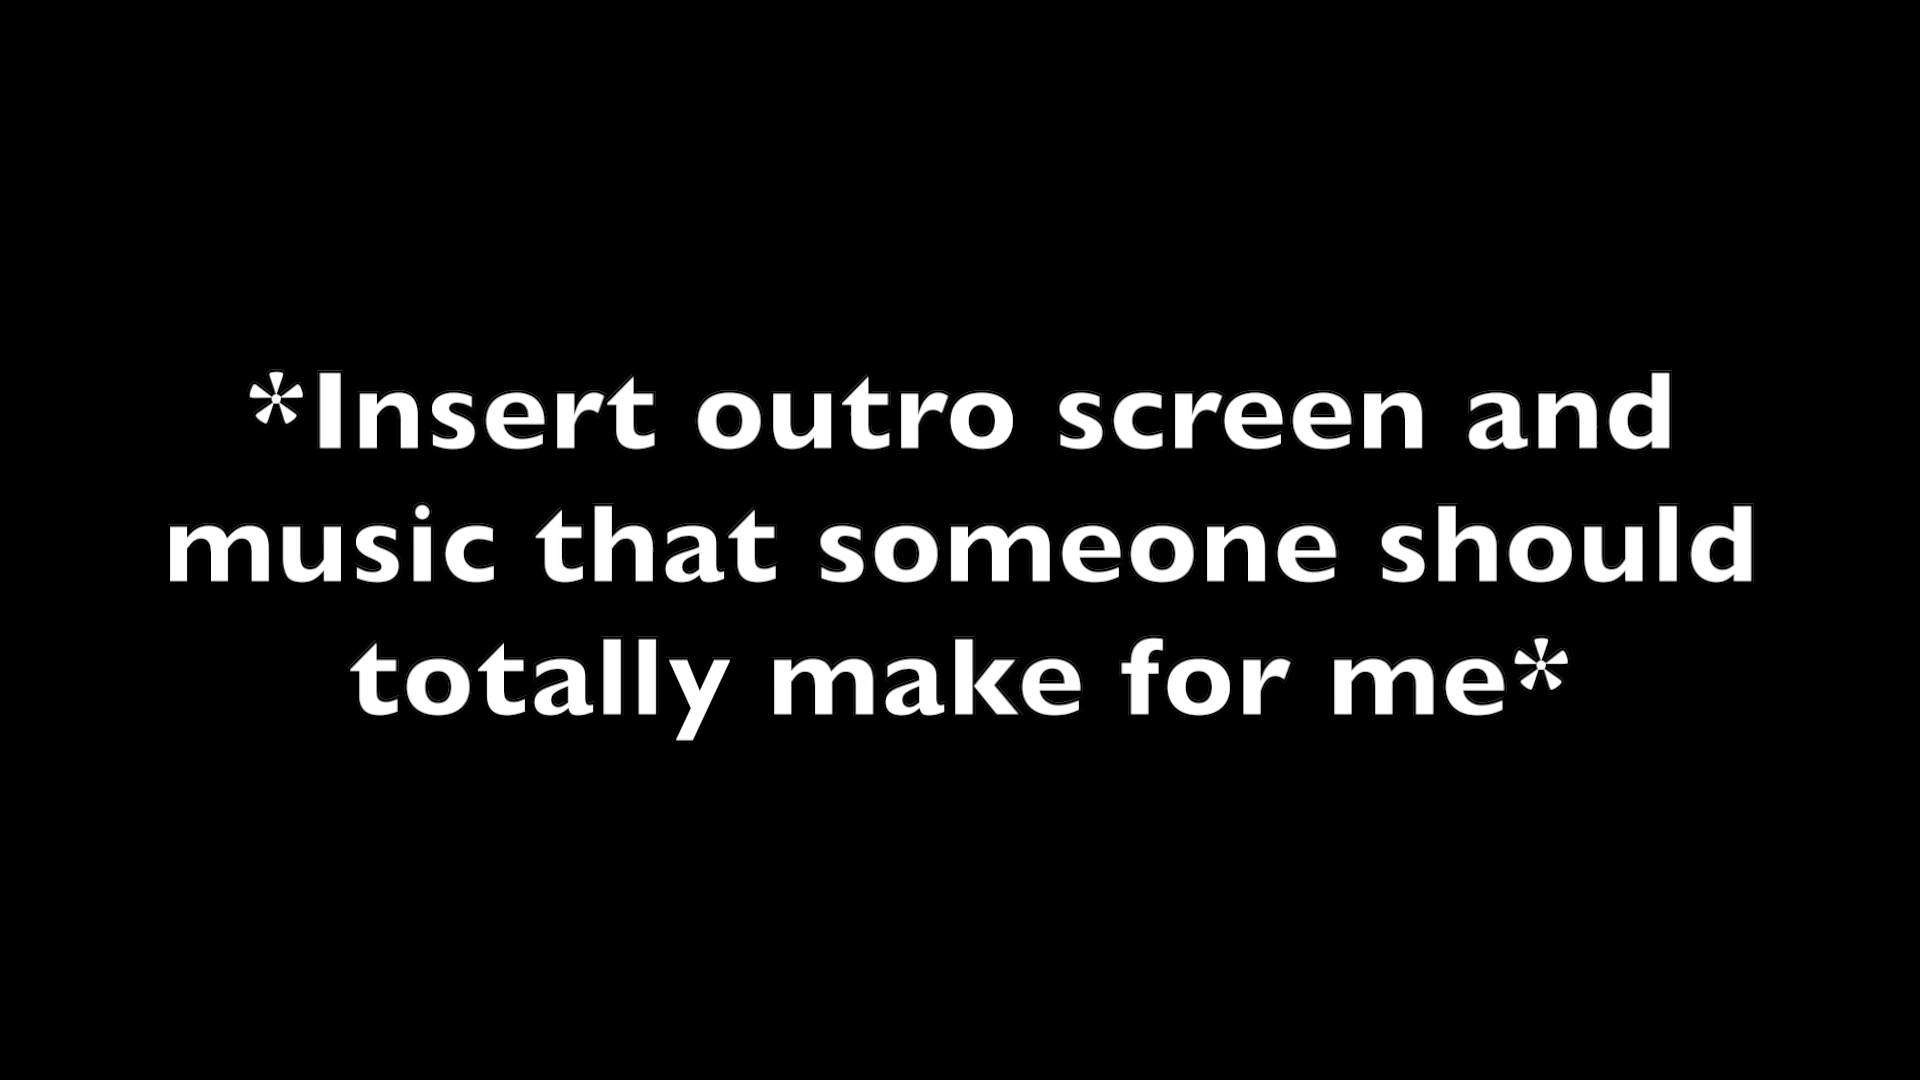 *Insert outro screen and
music that someone should
totally make for me*